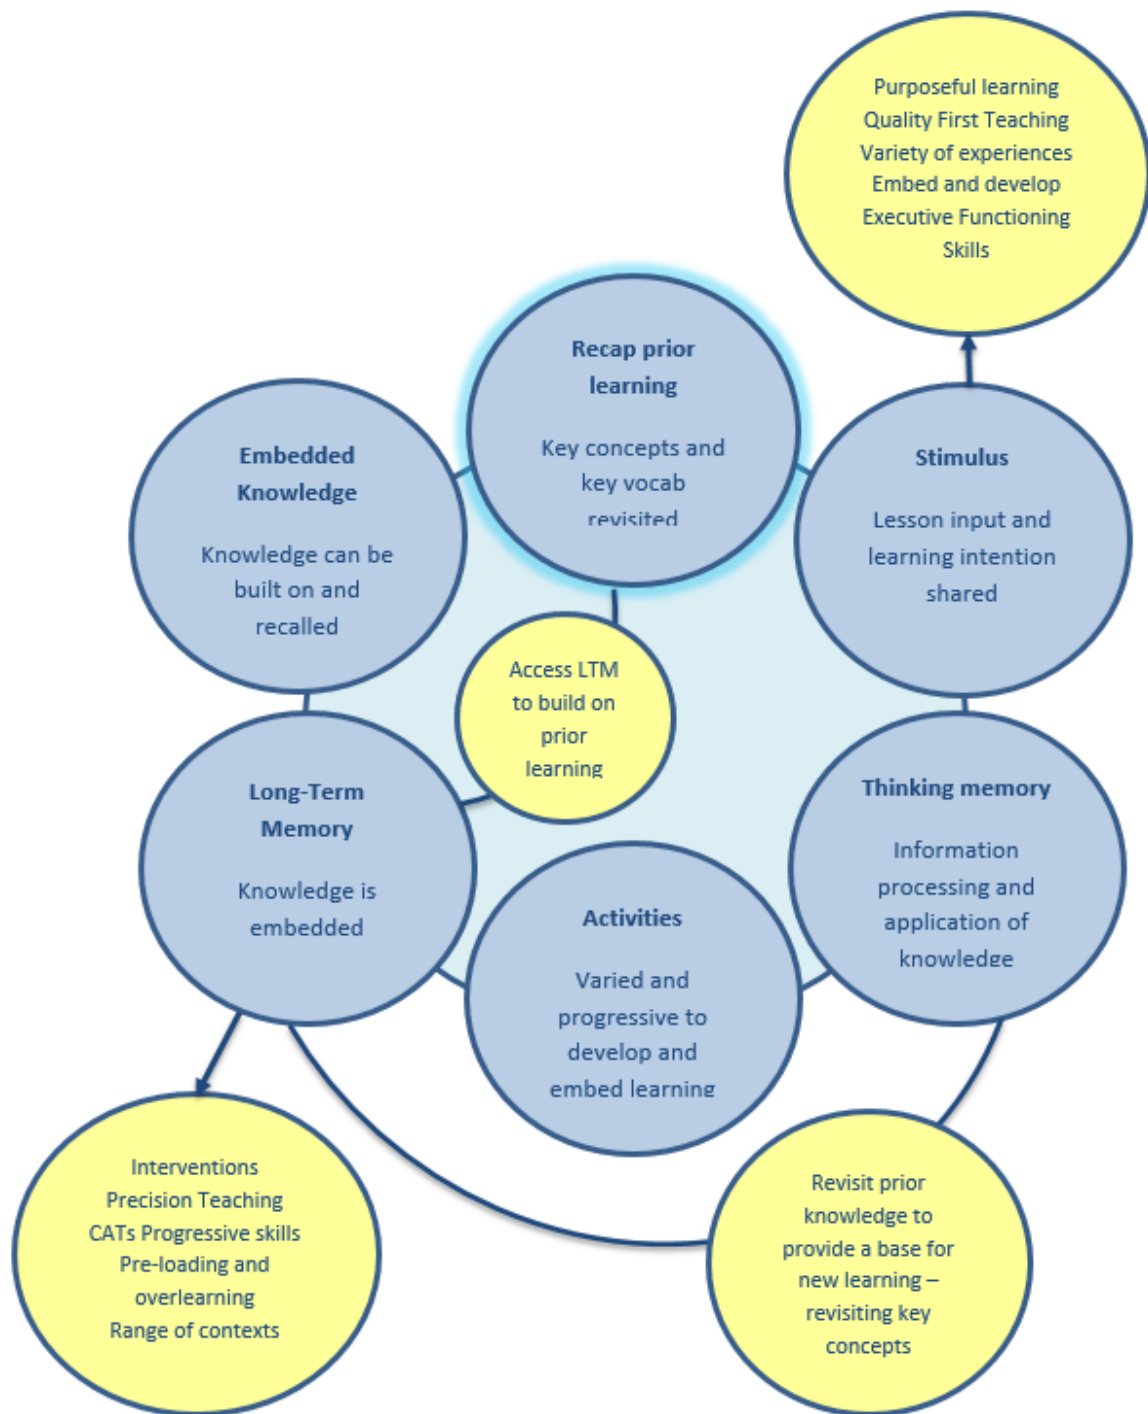 Purposeful learning
Quality First Teaching
Variety of experiences
Embed and develop
Executive Functioning
Skills
Recap prior
learning
Key concepts and
key vocab
revisited
Embedded
Knowledge
Knowledge can be
built on and
recalled
Stimulus
Lesson input and
learning intention
shared
Access LTM
to build on
prior
learning
Long-Term
Memory
Knowledge is
embedded
Thinking memory
Information
processing and
application of
knowledge
Activities
Varied and
progressive to
develop and
embed learning
Interventions
Precision Teaching
CATs Progressive skills
Pre-loading and
overlearning
Range of contexts
Revisit prior
knowledge to
provide a base for
new learning –
revisiting key
concepts